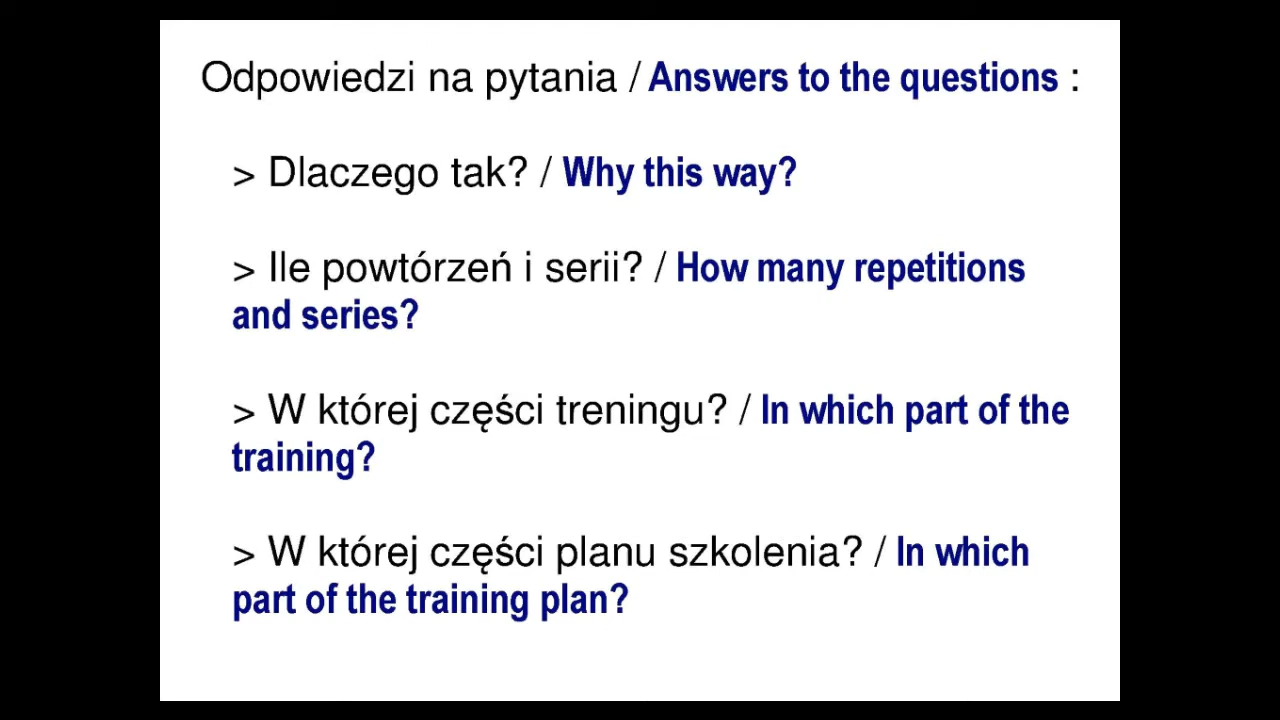 Odpowiedzi na pytania / Answers to the questions :
> Dlaczego tak? / Why this way?
> Ile powtórzeń i serii? / How many repetitions
and series?
> W której części treningu? / In which part of the
training?
> W której części planu szkolenia? / In which
part of the training plan?